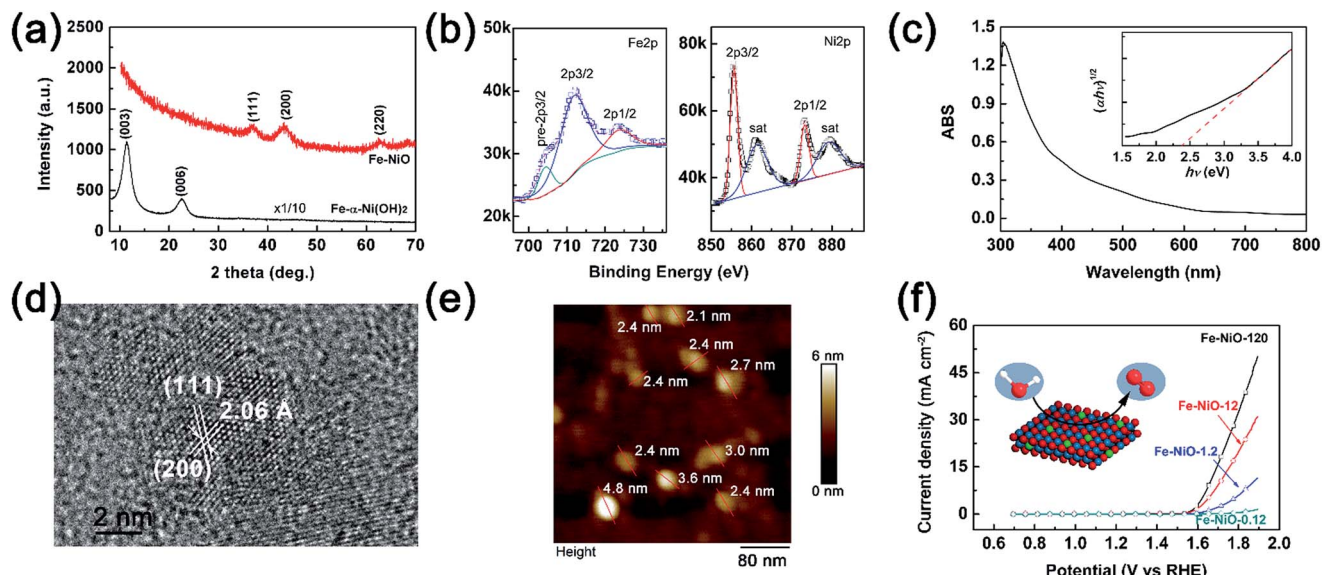 (a)
2500
2000
1500
1000
500
0
Intensity (a.u.)
(003)
(006)
(111)
(200)
(220)
Fe-NiO
x1/10
Fe-α-Ni(OH)2
10 20 30 40 50 60 70
2 theta (deg.)
(b)
50k
40k
30k
20k
Fe2p
pre-2p3/2
2p3/2
2p1/2
700 710 720 730
80k
60k
40k
Ni2p
2p3/2
sat
2p1/2
sat
850 860 870 880
Binding Energy (eV)
(c)
1.5
1.2
0.9
0.6
0.3
0.0
ABS
(αhν)1/2
1.5 2.0 2.5 3.0 3.5 4.0
hν (eV)
300 400 500 600 700 800
Wavelength (nm)
(d)
(111)
2.06 Å
(200)
2 nm
(e)
2.4 nm
2.1 nm
2.4 nm
2.4 nm
2.7 nm
2.4 nm
3.0 nm
3.6 nm
4.8 nm
2.4 nm
6 nm
0 nm
Height
80 nm
(f)
60
45
30
15
0
Current density (mA cm-2)
Fe-NiO-120
Fe-NiO-12
Fe-NiO-1.2
Fe-NiO-0.12
0.6 0.8 1.0 1.2 1.4 1.6 1.8 2.0
Potential (V vs RHE)